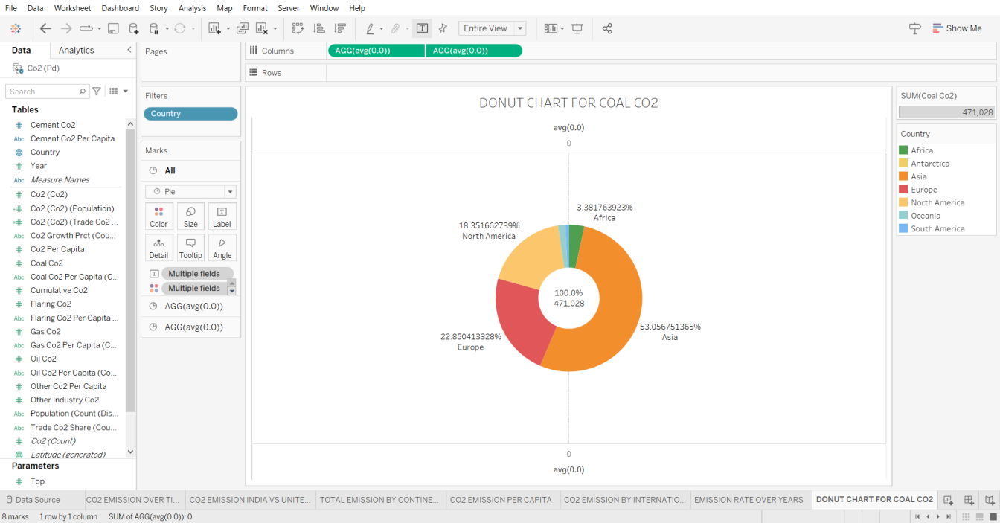 File Data Worksheet Dashboard Story Analysis Map Format Server Window Help
Entire View
Show Me
Data Analytics
Co2 (Pd)
Search
Tables
Cement Co2
Abc Cement Co2 Per Capita
Country
Year
Abc Measure Names
Co2 (Co2)
Co2 (Co2) (Population)
Co2 (Co2) (Trade Co2 ...
Abc Co2 Growth Prct (Cou...
Co2 Per Capita
Coal Co2
Abc Coal Co2 Per Capita (C...
Cumulative Co2
Flaring Co2
Abc Flaring Co2 Per Capita ...
Gas Co2
Abc Gas Co2 Per Capita (C...
Oil Co2
Abc Oil Co2 Per Capita (Co...
Other Co2 Per Capita
Other Industry Co2
Abc Population (Count (Dis...
Abc Trade Co2 Share (Cou...
Co2 (Count)
Latitude (generated)
Parameters
Top
Pages
Filters
Country
Marks
All
Pie
Color Size Label
Detail Tooltip Angle
Multiple fields
Multiple fields
AGG(avg(0.0))
AGG(avg(0.0))
Columns AGG(avg(0.0)) AGG(avg(0.0))
Rows
DONUT CHART FOR COAL CO2
avg(0.0)
0
3.381763923%
Africa
18.351662739%
North America
100.0%
471,028
53.056751365%
Asia
22.850413328%
Europe
0
avg(0.0)
SUM(Coal Co2)
471,028
Country
Africa
Antarctica
Asia
Europe
North America
Oceania
South America
Data Source CO2 EMISSION OVER TI... CO2 EMISSION INDIA VS UNITE... TOTAL EMISSION BY CONTINE... CO2 EMISSION PER CAPITA CO2 EMISSION BY INTERNATIO... EMISSION RATE OVER YEARS DONUT CHART FOR COAL CO2
8 marks 1 row by 1 column SUM of AGG(avg(0.0)): 0